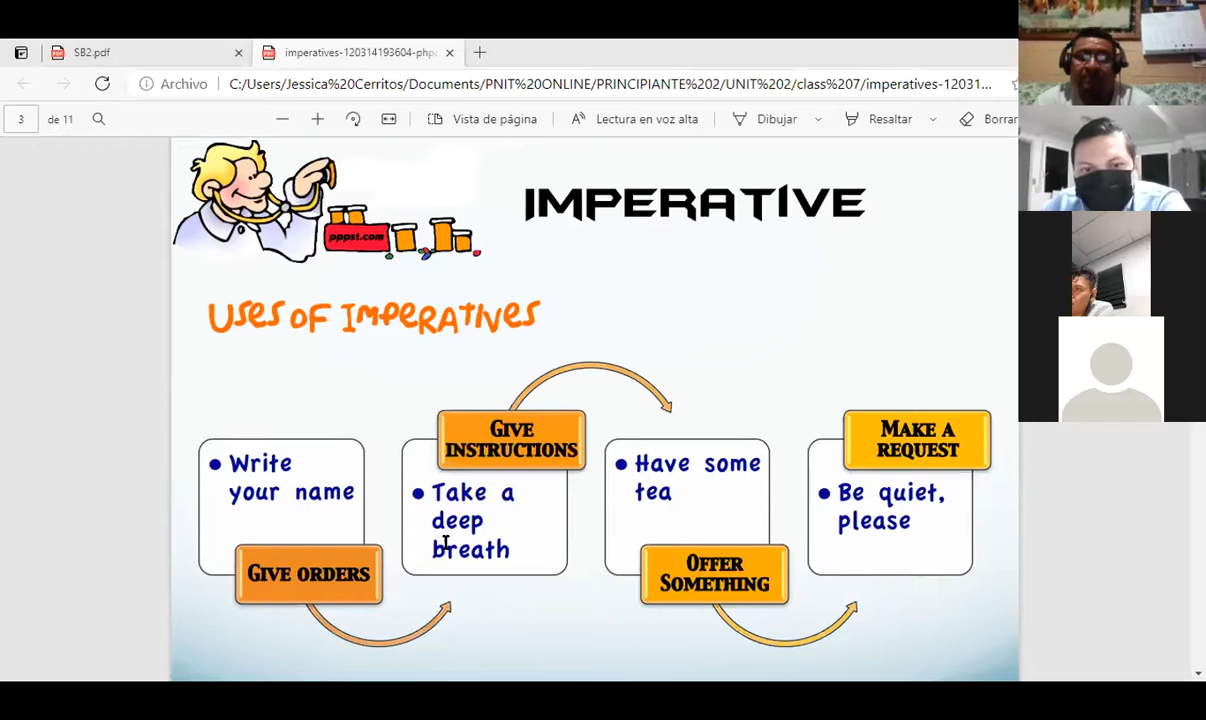 SB2.pdf
imperatives-120314193604-php
Archivo
C:/Users/Jessica%20Cerritos/Documents/PNIT%20ONLINE/PRINCIPIANTE%202/UNIT%202/class%207/imperatives-12031...
3
de 11
Vista de página
Lectura en voz alta
Dibujar
Resaltar
Borrar
pppst.com
IMPERATIVE
Uses of Imperatives
GIVE
INSTRUCTIONS
MAKE A
REQUEST
• Write
your name
• Take a
deep
breath
• Have some
tea
• Be quiet,
please
GIVE ORDERS
OFFER
SOMETHING